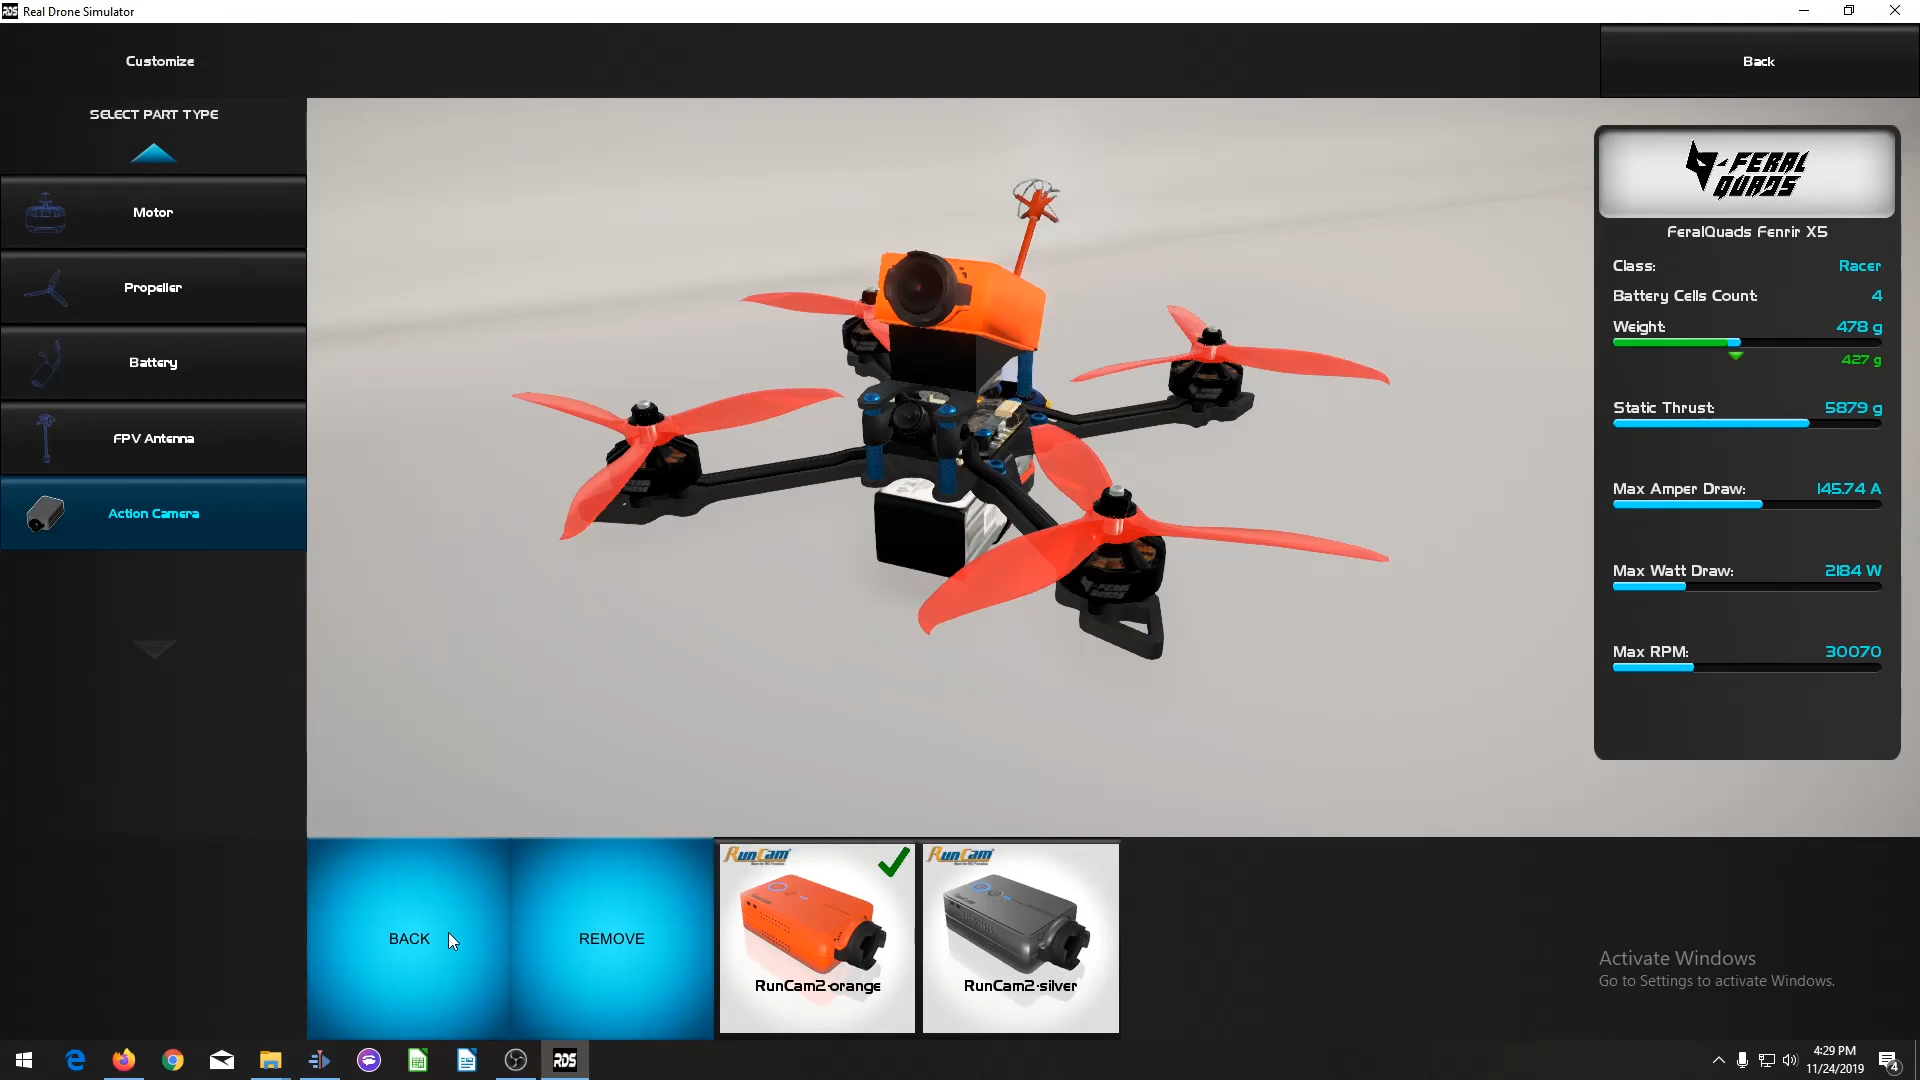 RDS Real Drone Simulator
Customize
Back
SELECT PART TYPE
Motor
Propeller
Battery
FPV Antenna
Action Camera
FERAL
QUADS
FeralQuads Fenrir X5
Class: Racer
Battery Cells Count: 4
Weight: 478 g
427 g
Static Thrust: 5879 g
Max Amper Draw: 145.74 A
Max Watt Draw: 2184 W
Max RPM: 30070
BACK
REMOVE
RunCam
RunCam2-orange
RunCam
RunCam2-silver
Activate Windows
Go to Settings to activate Windows.
RDS
4:29 PM
11/24/2019
4